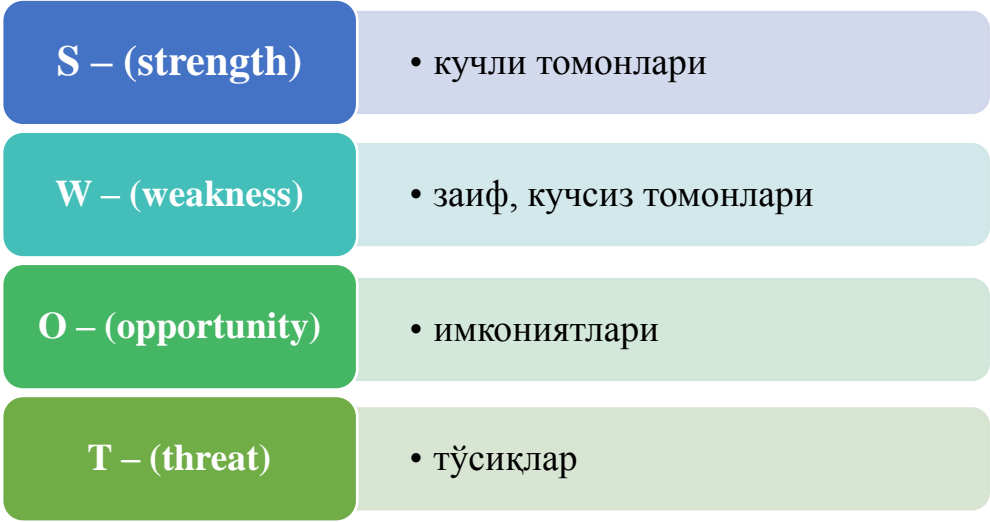 S – (strength)
• кучли томонлари
W – (weakness)
• заиф, кучсиз томонлари
O – (opportunity)
• имкониятлари
T – (threat)
• тўсиқлар